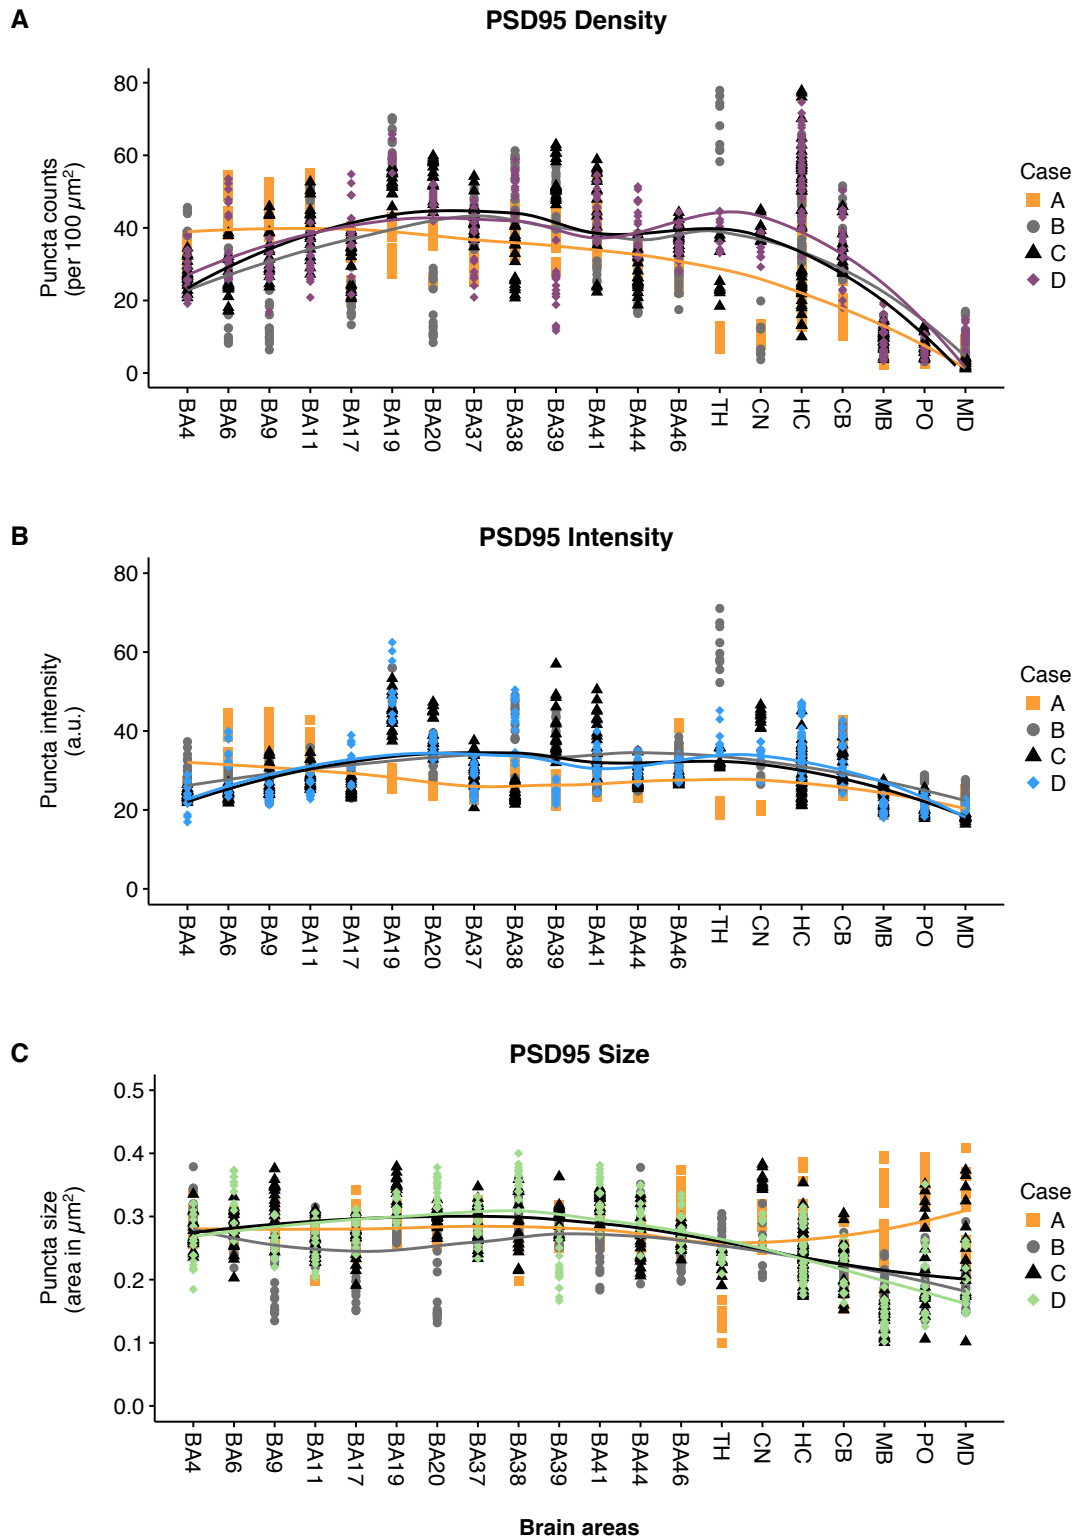 A
PSD95 Density
Puncta counts
(per 100 µm²)
80
60
40
20
0
BA4 BA6 BA9 BA11 BA17 BA19 BA20 BA37 BA38 BA39 BA41 BA44 BA46 TH CN HC CB MB PO MD
Case
A
B
C
D
B
PSD95 Intensity
Puncta intensity
(a.u.)
80
60
40
20
0
BA4 BA6 BA9 BA11 BA17 BA19 BA20 BA37 BA38 BA39 BA41 BA44 BA46 TH CN HC CB MB PO MD
Case
A
B
C
D
C
PSD95 Size
Puncta size
(area in µm²)
0.5
0.4
0.3
0.2
0.1
0.0
BA4 BA6 BA9 BA11 BA17 BA19 BA20 BA37 BA38 BA39 BA41 BA44 BA46 TH CN HC CB MB PO MD
Case
A
B
C
D
Brain areas